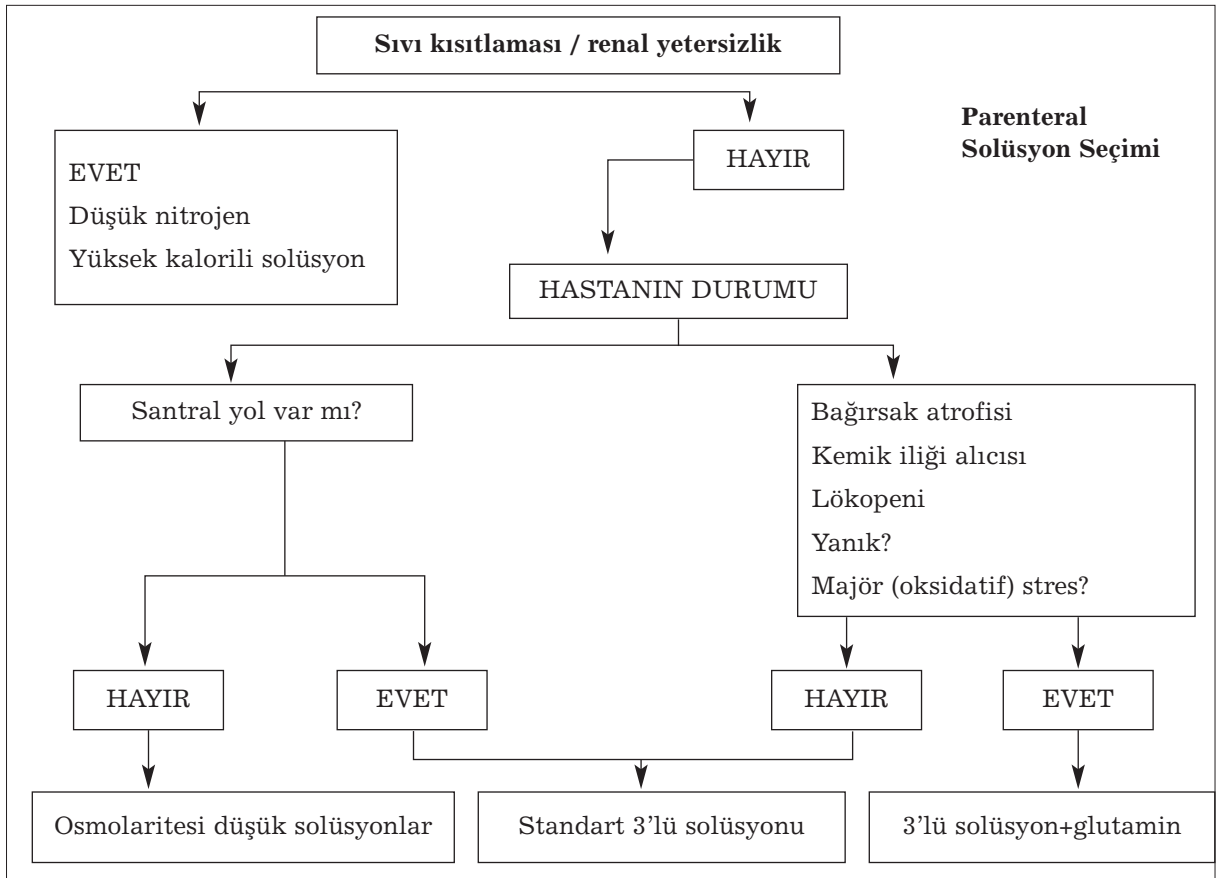 Sıvı kısıtlaması / renal yetersizlik
Parenteral
Solüsyon Seçimi
EVET
Düşük nitrojen
Yüksek kalorili solüsyon
HAYIR
HASTANIN DURUMU
Santral yol var mı?
Bağırsak atrofisi
Kemik iliği alıcısı
Lökopeni
Yanık?
Majör (oksidatif) stres?
HAYIR
EVET
HAYIR
EVET
Osmolaritesi düşük solüsyonlar
Standart 3'lü solüsyonu
3'lü solüsyon+glutamin